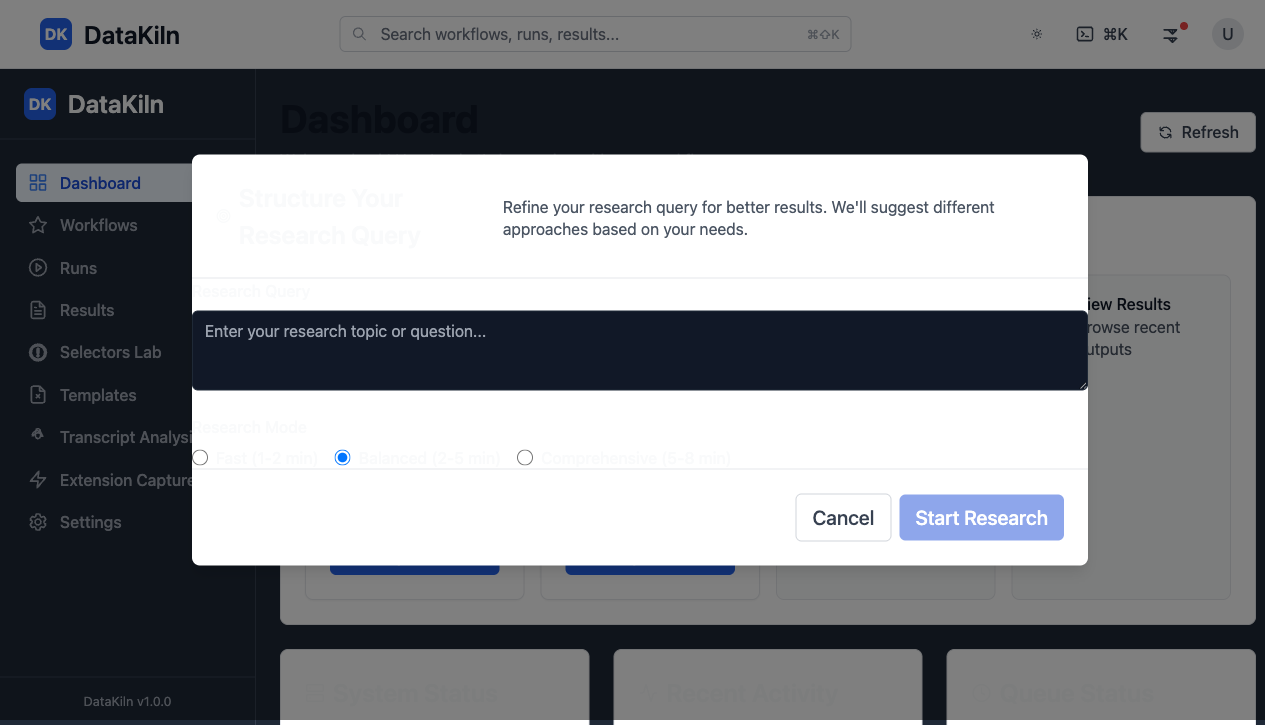 DK DataKiln
Search workflows, runs, results...
⌘⇧K
⌘K
U
DK DataKiln
Dashboard
Refresh
Dashboard
Workflows
Runs
Results
Selectors Lab
Templates
Transcript Analysi
Extension Capture
Settings
DataKiln v1.0.0
Structure Your
Research Query
Refine your research query for better results. We'll suggest different
approaches based on your needs.
Research Query
Enter your research topic or question...
Research Mode
Fast (1-2 min)
Balanced (2-5 min)
Comprehensive (5-8 min)
Cancel
Start Research
iew Results
rowse recent
utputs
System Status
Recent Activity
Queue Status